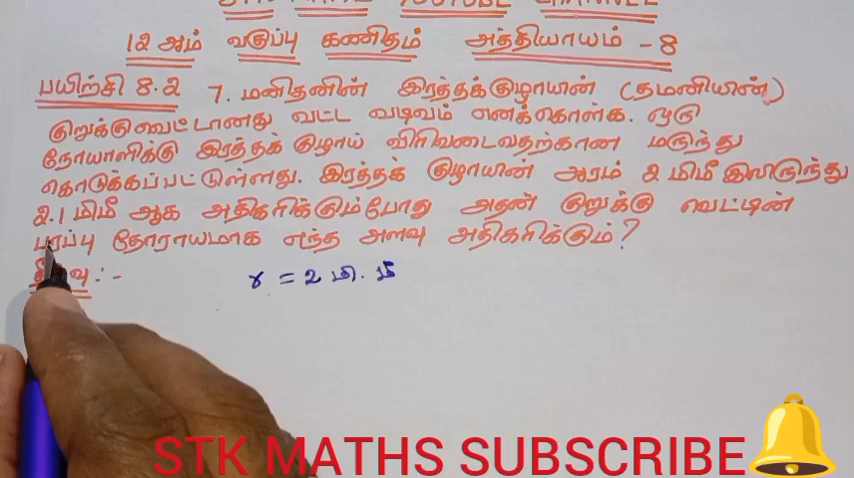 12 ஆம் வகுப்பு கணிதம் அத்தியாயம் - 8
பயிற்சி 8.2 7. மனிதனின் இரத்தக்குழாயின் (தமனியின்)
குறுக்குவெட்டானது வட்ட வடிவம் எனக்கொள்க. ஒரு
நோயாளிக்கு இரத்தக் குழாய் விரிவடைவதற்கான மருந்து
கொடுக்கப்பட்டுள்ளது. இரத்தக் குழாயின் ஆரம் 2 மிமீ இலிருந்து
2.1 மிமீ ஆக அதிகரிக்கும்போது அதன் குறுக்கு வெட்டின்
பரப்பு தோராயமாக எந்த அளவு அதிகரிக்கும்?
r = 2 மி. மீ
STK MATHS SUBSCRIBE